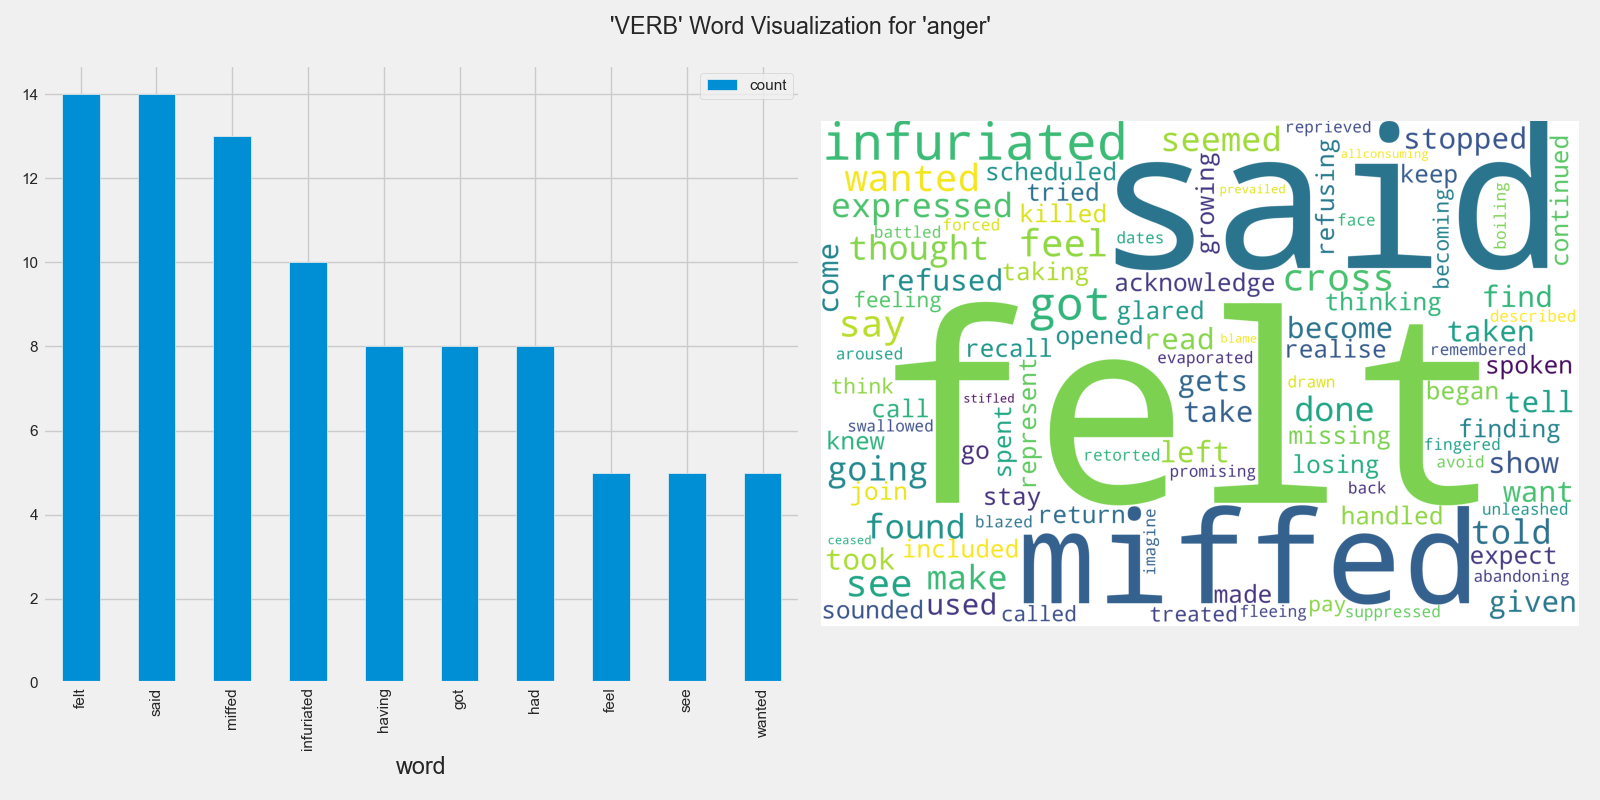 'VERB' Word Visualization for 'anger'
count
14
12
10
8
6
4
2
0
felt
said
miffed
infuriated
having
got
had
feel
see
wanted
word
infuriated
said
seemed
reprieved
stopped
allconsuming
wanted
scheduled
tried
growing
prevailed
refusing
keep
becoming
boiling
continued
expressed
killed
battled
forced
face
dates
thought
feel
come
refused
taking
acknowledge
cross
feeling
got
glared
thinking
find
described
say
opened
read
blame
become
taken
aroused
recall
evaporated
realise
remembered
spoken
felt
think
represent
gets
drawn
began
stifled
call
take
done
tell
swallowed
spent
missing
finding
knew
go
retorted
left
fingered
going
promising
losing
avoid
show
join
stay
back
want
found
blazed
return
imagine
miffed
handled
unleashed
told
ceased
took
included
expect
see
make
abandoning
sounded
used
called
made
treated
fleeing
pay
suppressed
given